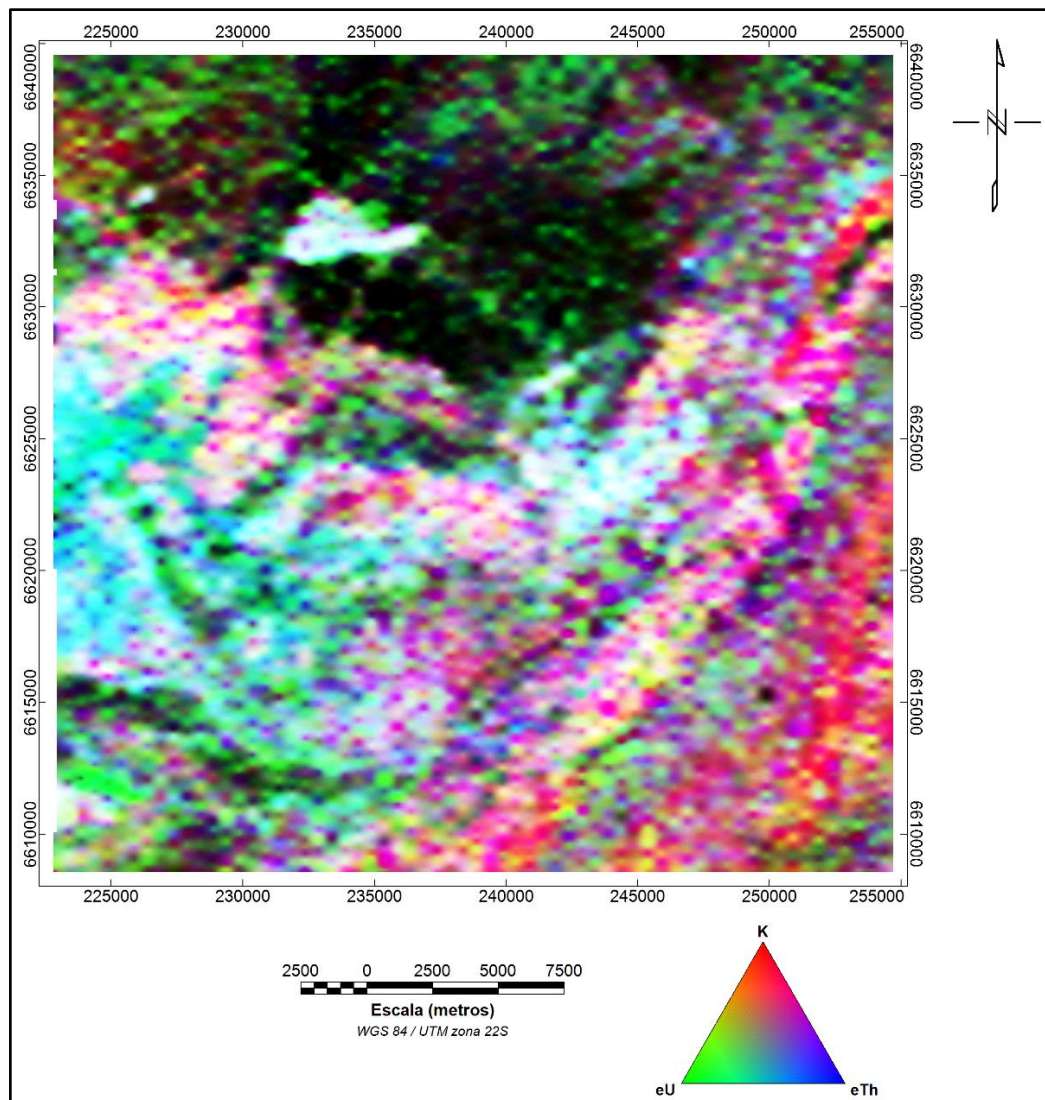 225000 230000 235000 240000 245000 250000 255000
6640000 6640000
N
6635000 6635000
6630000 6630000
6625000 6625000
6620000 6620000
6615000 6615000
6610000 6610000
225000 230000 235000 240000 245000 250000 255000
K
2500 0 2500 5000 7500
Escala (metros)
WGS 84 / UTM zona 22S
eU eTh